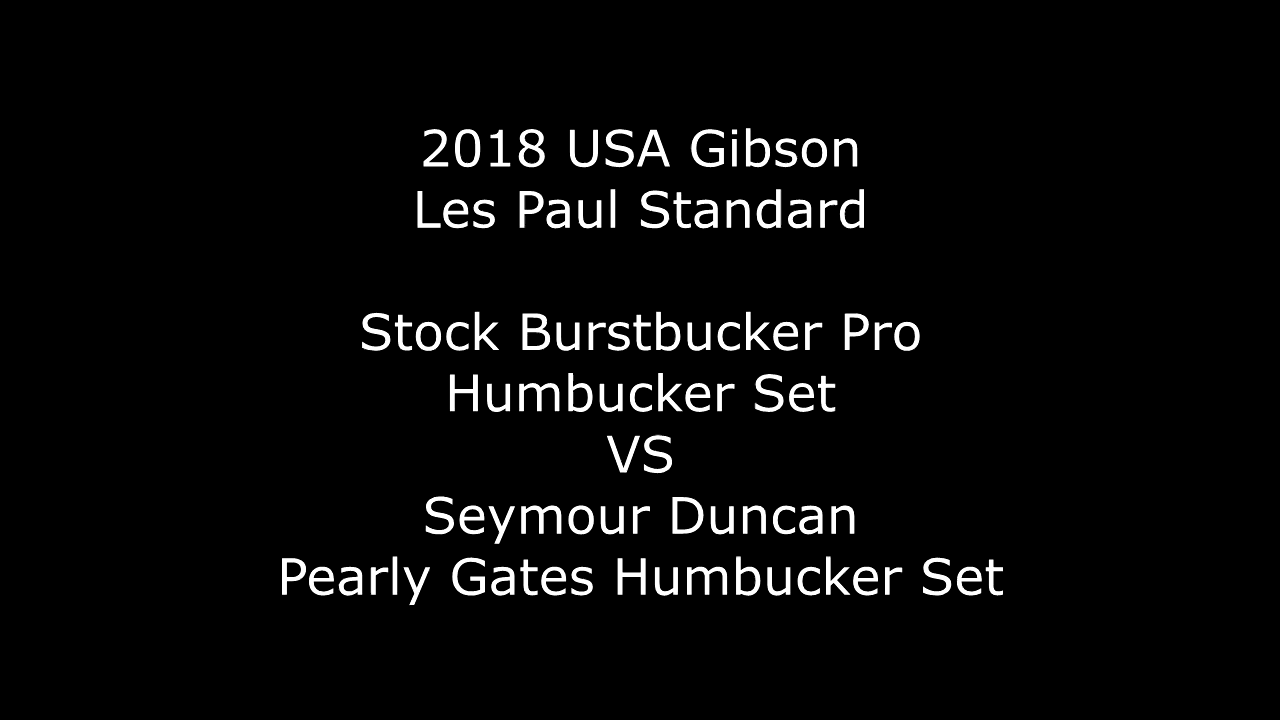 2018 USA Gibson
Les Paul Standard
Stock Burstbucker Pro
Humbucker Set
VS
Seymour Duncan
Pearly Gates Humbucker Set